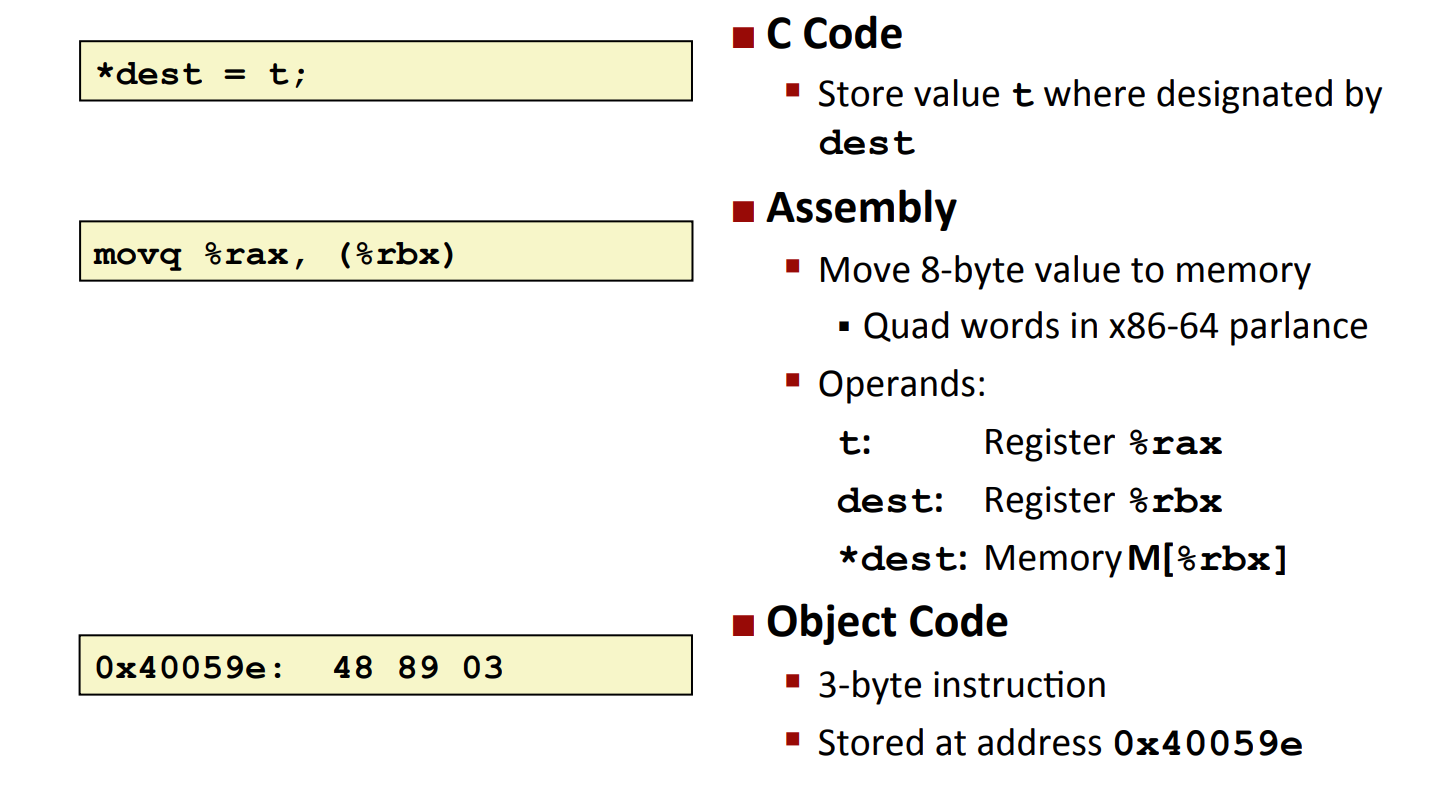 *dest = t;
C Code
Store value t where designated by
dest
movq %rax, (%rbx)
Assembly
Move 8-byte value to memory
Quad words in x86-64 parlance
Operands:
t: Register %rax
dest: Register %rbx
*dest: Memory M[%rbx]
0x40059e: 48 89 03
Object Code
3-byte instruction
Stored at address 0x40059e